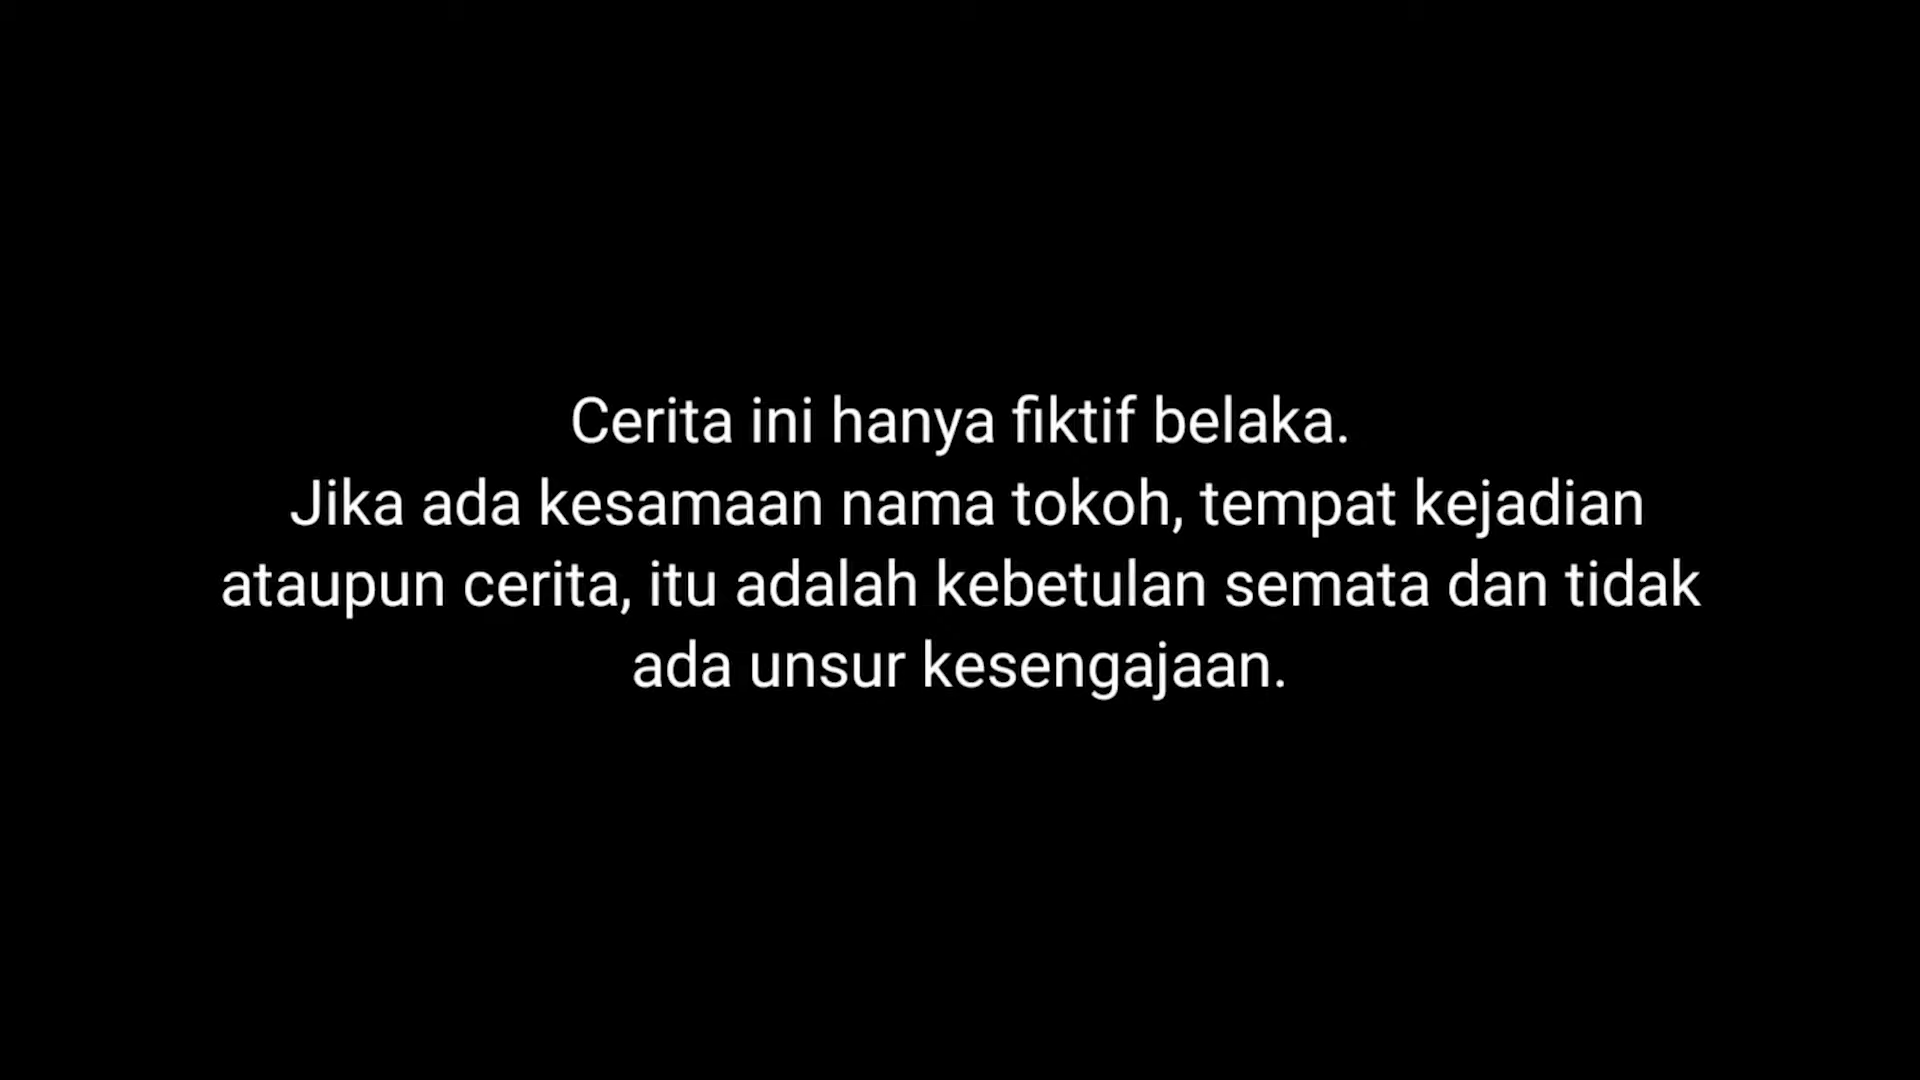 Cerita ini hanya fiktif belaka.
Jika ada kesamaan nama tokoh, tempat kejadian
ataupun cerita, itu adalah kebetulan semata dan tidak
ada unsur kesengajaan.